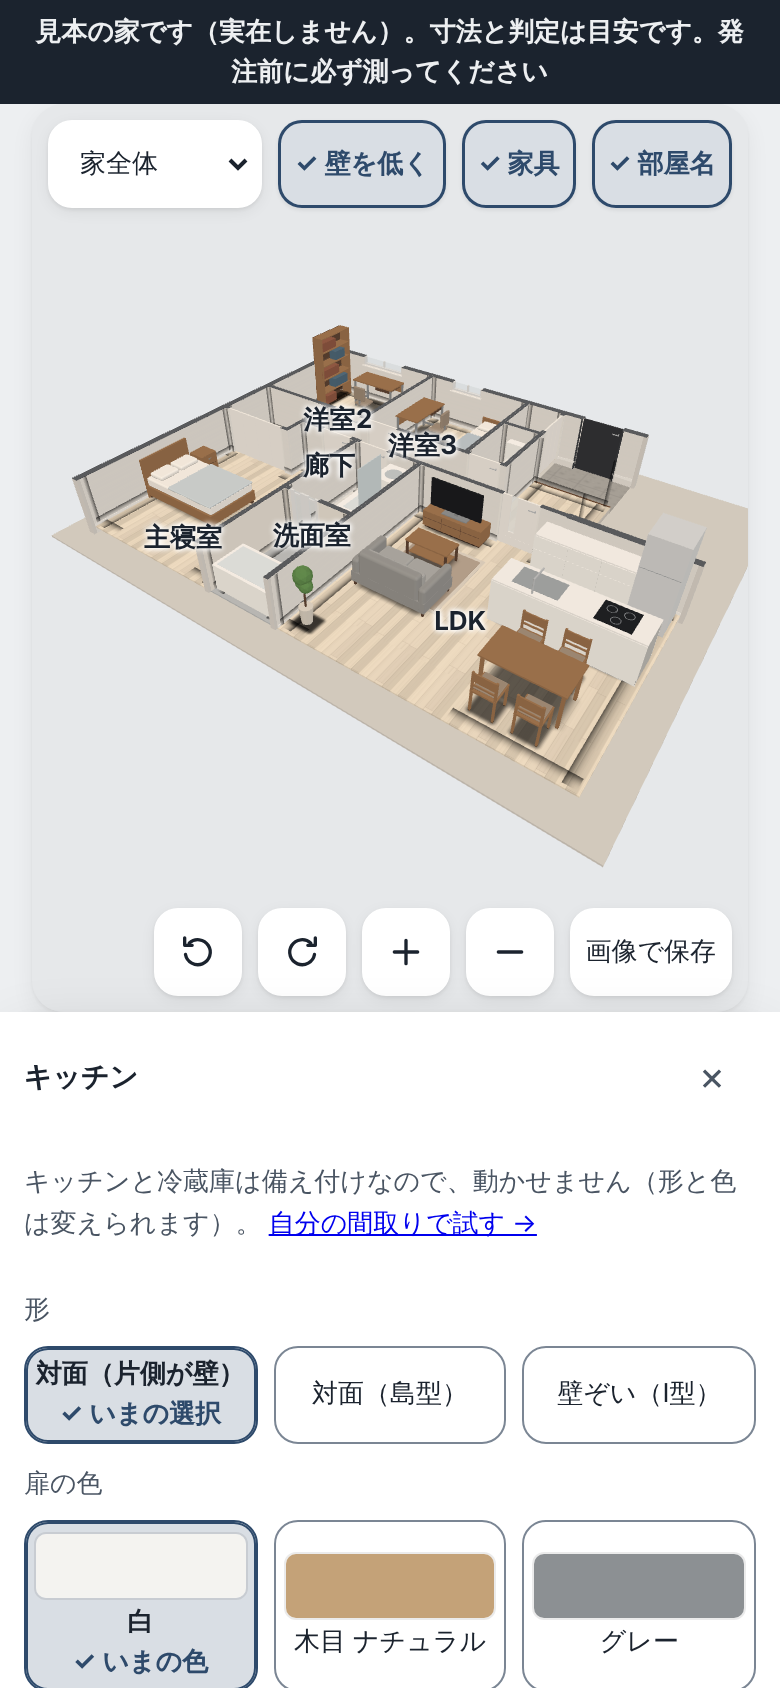 見本の家です（実在しません）。寸法と判定は目安です。発
注前に必ず測ってください
家全体
✓ 壁を低く
✓ 家具
✓ 部屋名
洋室2
洋室3
廊下
主寝室
洗面室
LDK
画像で保存
キッチン
キッチンと冷蔵庫は備え付けなので、動かせません（形と色
は変えられます）。 自分の間取りで試す →
形
対面（片側が壁）
✓ いまの選択
対面（島型）
壁ぞい（I型）
扉の色
白
✓ いまの色
木目 ナチュラル
グレー